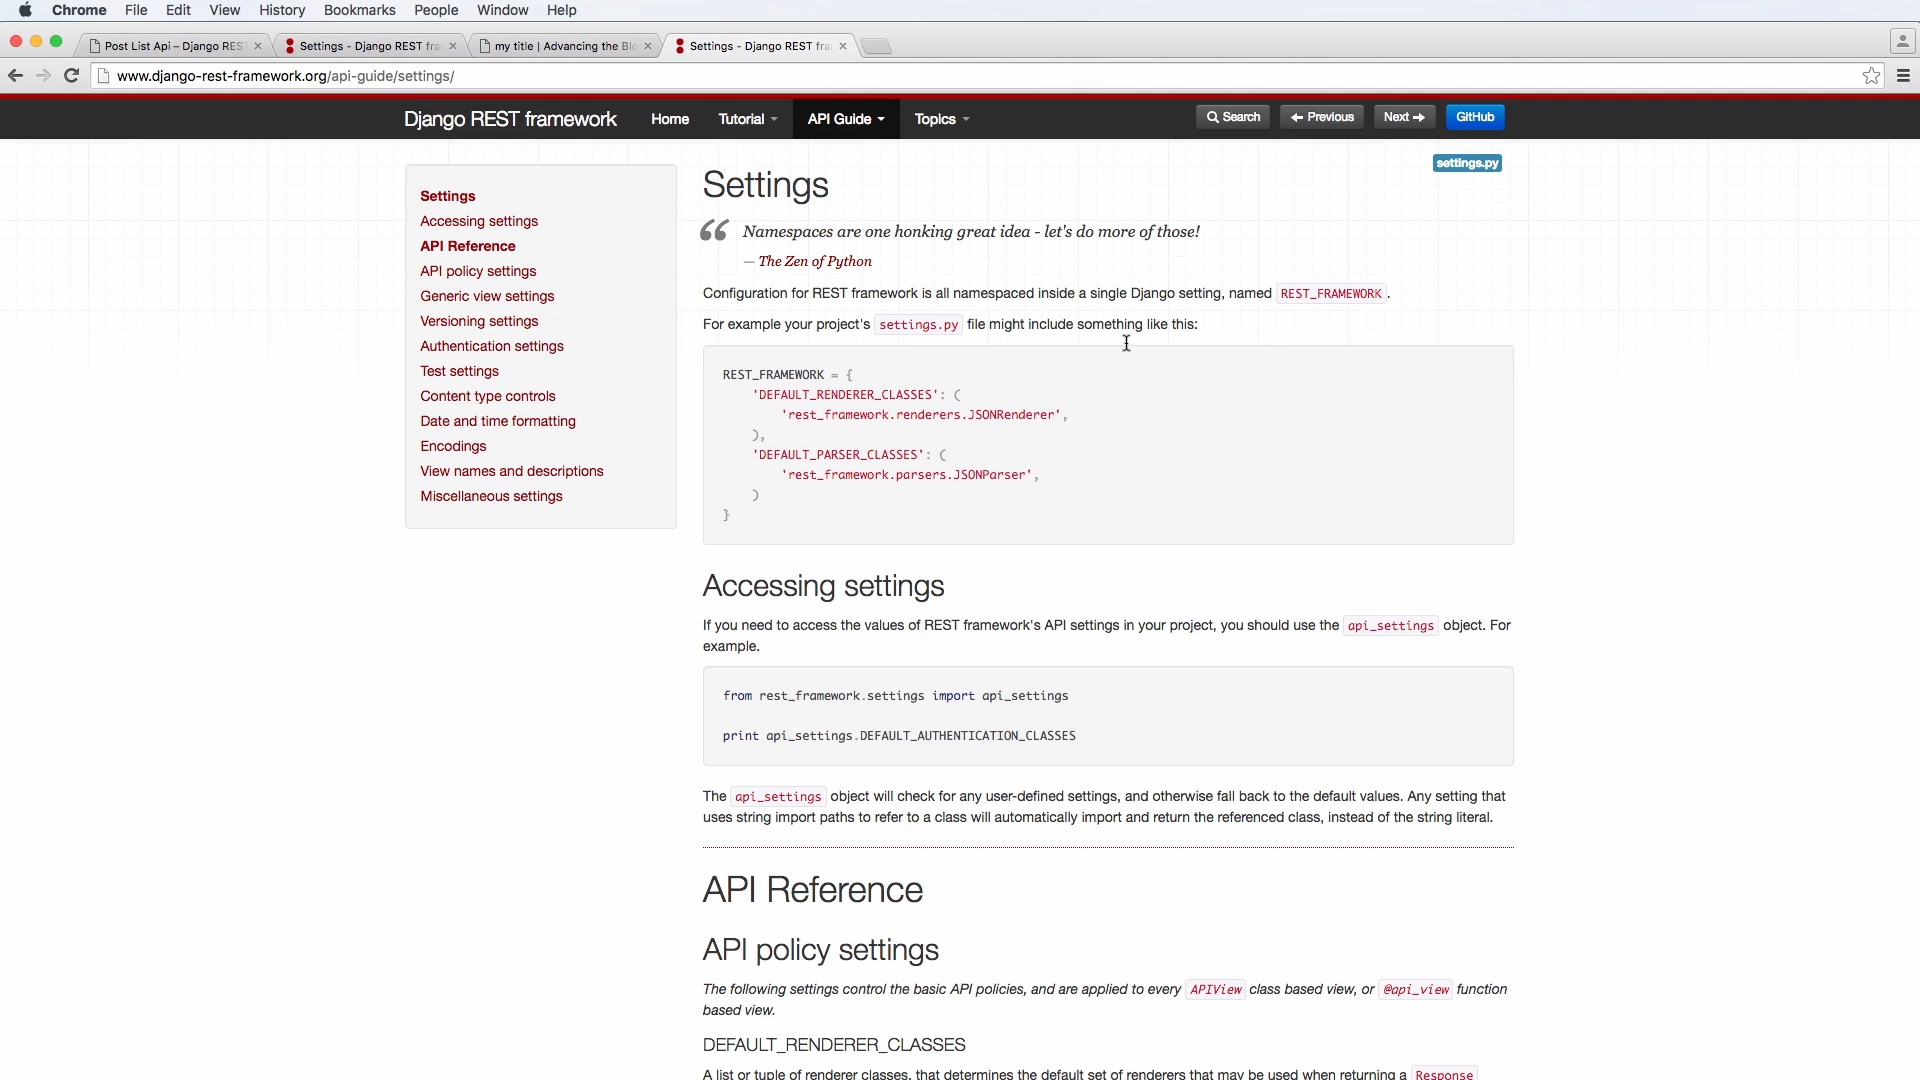 Chrome File Edit View History Bookmarks People Window Help
Post List Api – Django REST
Settings - Django REST fra
my title | Advancing the Blo
Settings - Django REST fra
www.django-rest-framework.org/api-guide/settings/
Django REST framework Home Tutorial API Guide Topics Search Previous Next GitHub
settings.py
Settings
Accessing settings
API Reference
API policy settings
Generic view settings
Versioning settings
Authentication settings
Test settings
Content type controls
Date and time formatting
Encodings
View names and descriptions
Miscellaneous settings
Settings
“ Namespaces are one honking great idea - let's do more of those!
— The Zen of Python
Configuration for REST framework is all namespaced inside a single Django setting, named REST_FRAMEWORK .
For example your project's settings.py file might include something like this:
REST_FRAMEWORK = {
'DEFAULT_RENDERER_CLASSES': (
'rest_framework.renderers.JSONRenderer',
),
'DEFAULT_PARSER_CLASSES': (
'rest_framework.parsers.JSONParser',
)
}
Accessing settings
If you need to access the values of REST framework's API settings in your project, you should use the api_settings object. For
example.
from rest_framework.settings import api_settings
print api_settings.DEFAULT_AUTHENTICATION_CLASSES
The api_settings object will check for any user-defined settings, and otherwise fall back to the default values. Any setting that
uses string import paths to refer to a class will automatically import and return the referenced class, instead of the string literal.
API Reference
API policy settings
The following settings control the basic API policies, and are applied to every APIView class based view, or @api_view function
based view.
DEFAULT_RENDERER_CLASSES
A list or tuple of renderer classes, that determines the default set of renderers that may be used when returning a Response